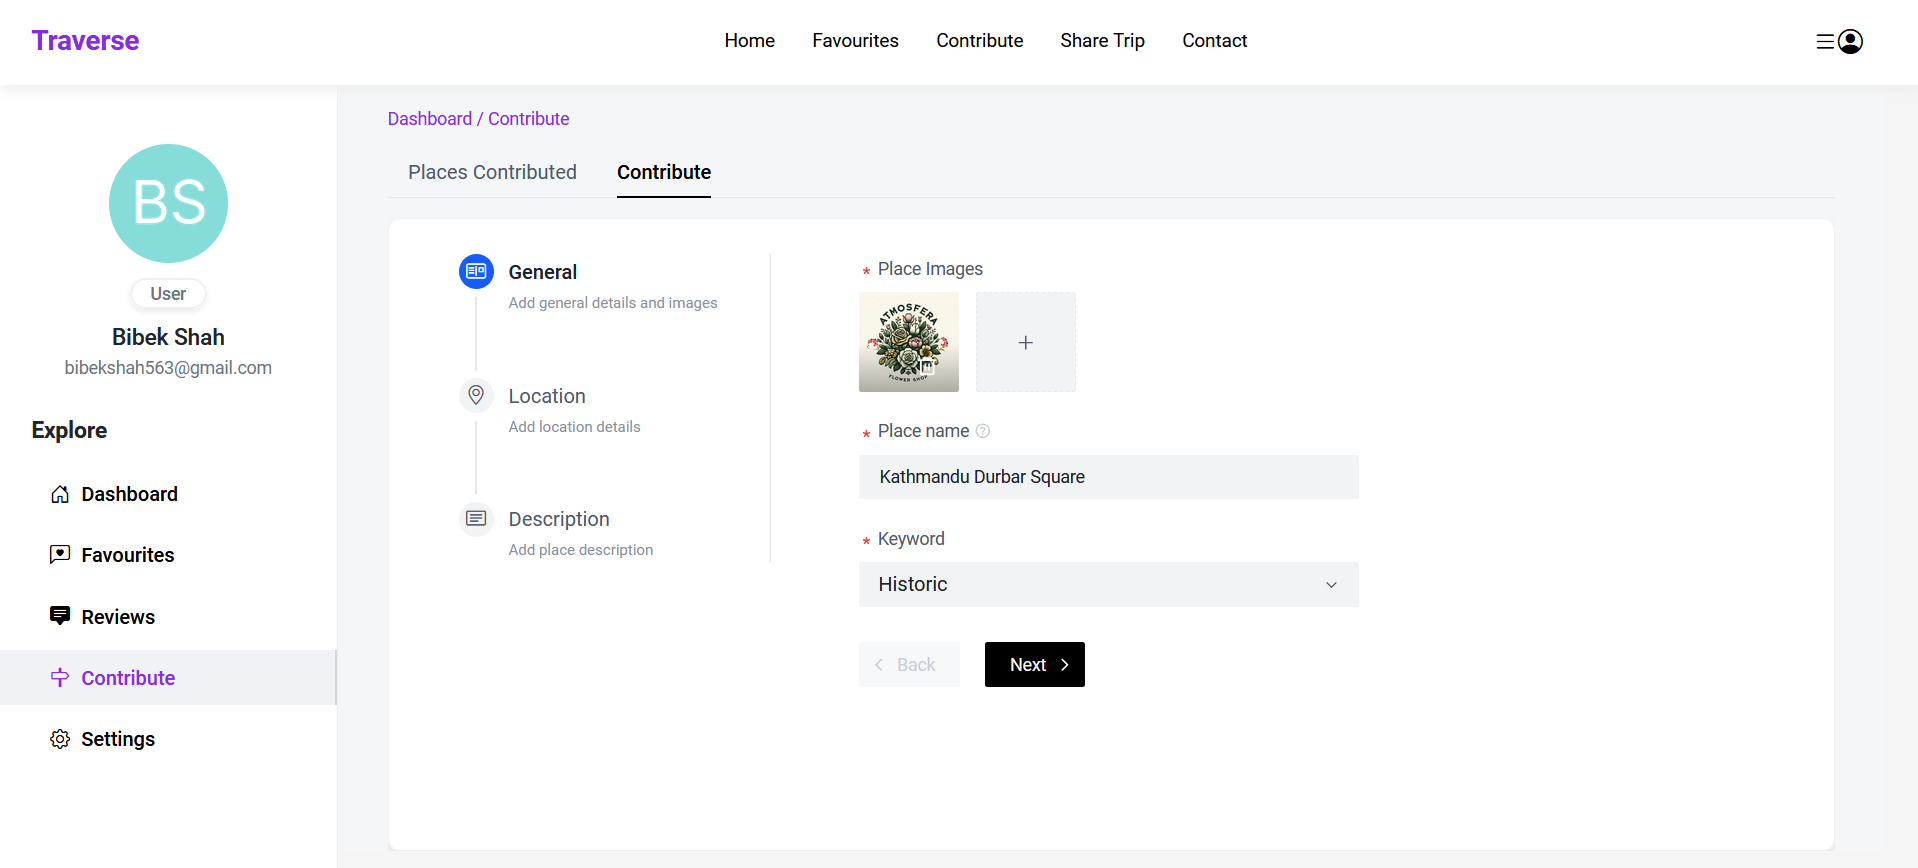 Traverse
Home Favourites Contribute Share Trip Contact
BS
User
Bibek Shah
bibekshah563@gmail.com
Explore
Dashboard
Favourites
Reviews
Contribute
Settings
Dashboard / Contribute
Places Contributed Contribute
General
Add general details and images
Location
Add location details
Description
Add place description
* Place Images
ATMOSFERA
FLOWER SHOP
+
* Place name ?
Kathmandu Durbar Square
* Keyword
Historic
Back Next